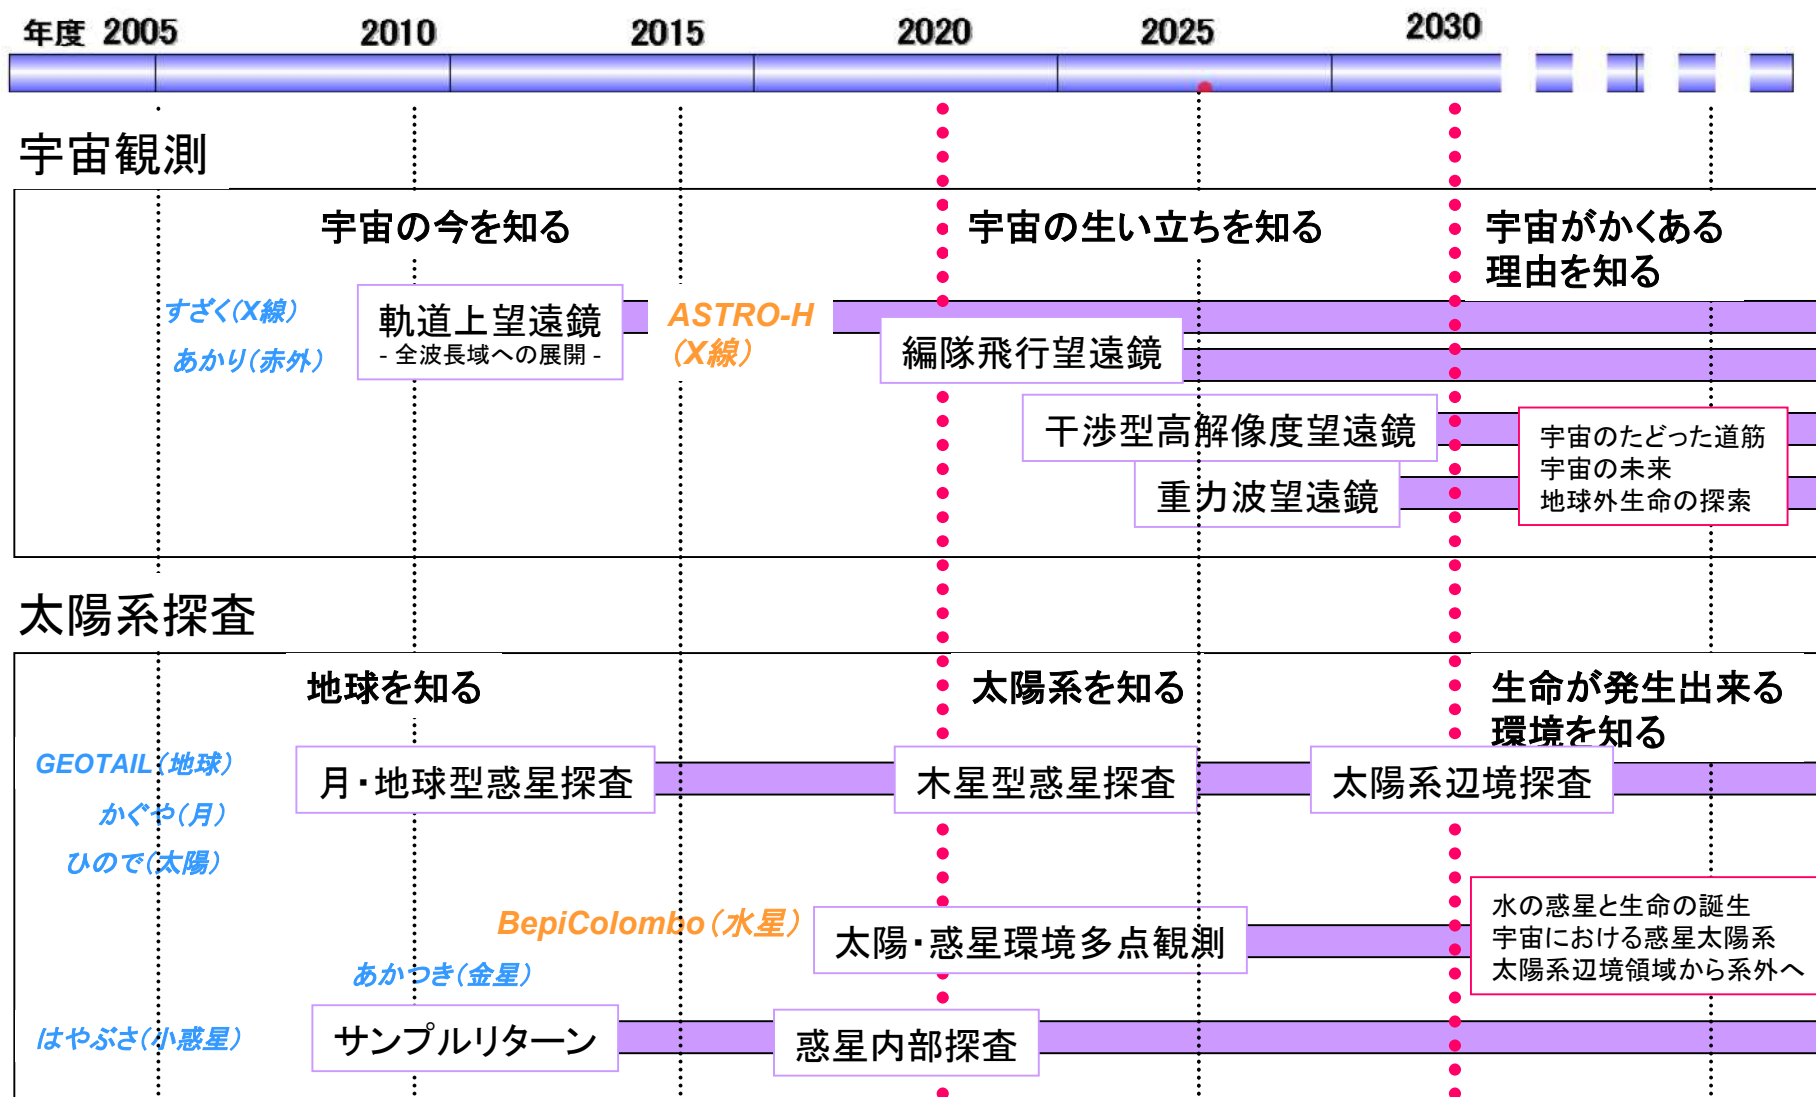 年度 2005 2010 2015 2020 2025 2030
宇宙観測
宇宙の今を知る
宇宙の生い立ちを知る
宇宙がかくある
理由を知る
すざく(X線)
あかり(赤外)
軌道上望遠鏡
- 全波長域への展開 -
ASTRO-H
(X線)
編隊飛行望遠鏡
干渉型高解像度望遠鏡
重力波望遠鏡
宇宙のたどった道筋
宇宙の未来
地球外生命の探索
太陽系探査
地球を知る
太陽系を知る
生命が発生出来る
環境を知る
GEOTAIL(地球)
かぐや(月)
ひので(太陽)
月・地球型惑星探査
木星型惑星探査
太陽系辺境探査
BepiColombo(水星)
太陽・惑星環境多点観測
水の惑星と生命の誕生
宇宙における惑星太陽系
太陽系辺境領域から系外へ
あかつき(金星)
はやぶさ(小惑星)
サンプルリターン
惑星内部探査